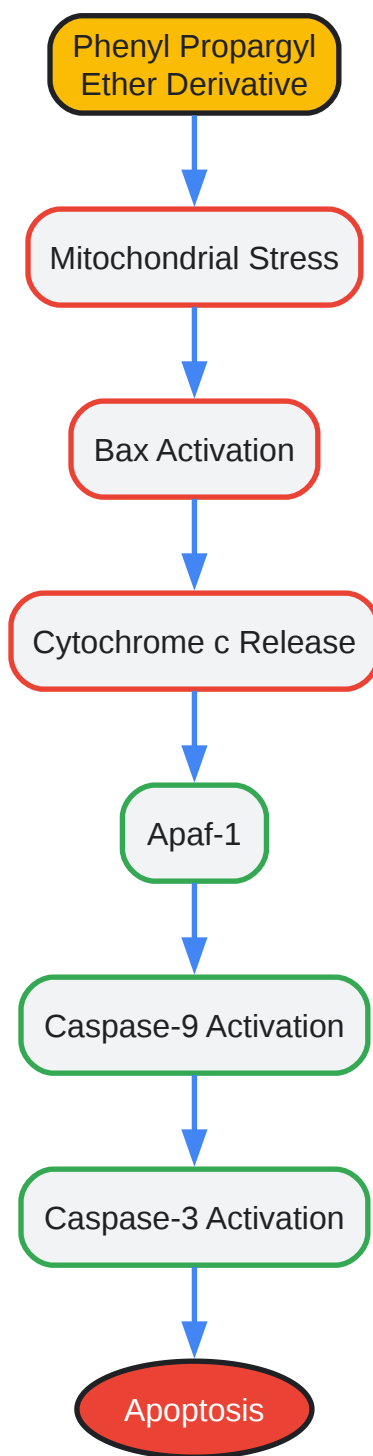 Phenyl Propargyl
Ether Derivative
Mitochondrial Stress
Bax Activation
Cytochrome c Release
Apaf-1
Caspase-9 Activation
Caspase-3 Activation
Apoptosis